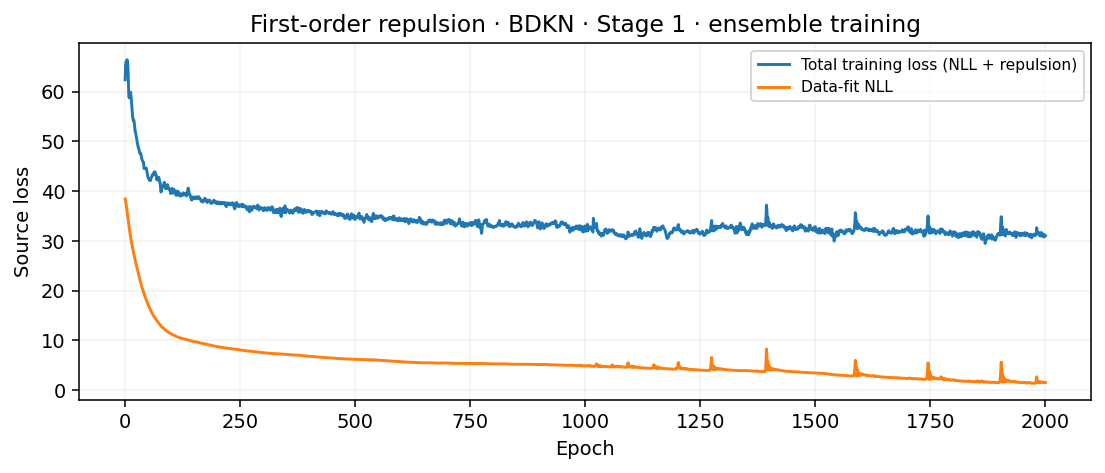 First-order repulsion · BDKN · Stage 1 · ensemble training
Total training loss (NLL + repulsion)
Data-fit NLL
Source loss
60
50
40
30
20
10
0
0 250 500 750 1000 1250 1500 1750 2000
Epoch